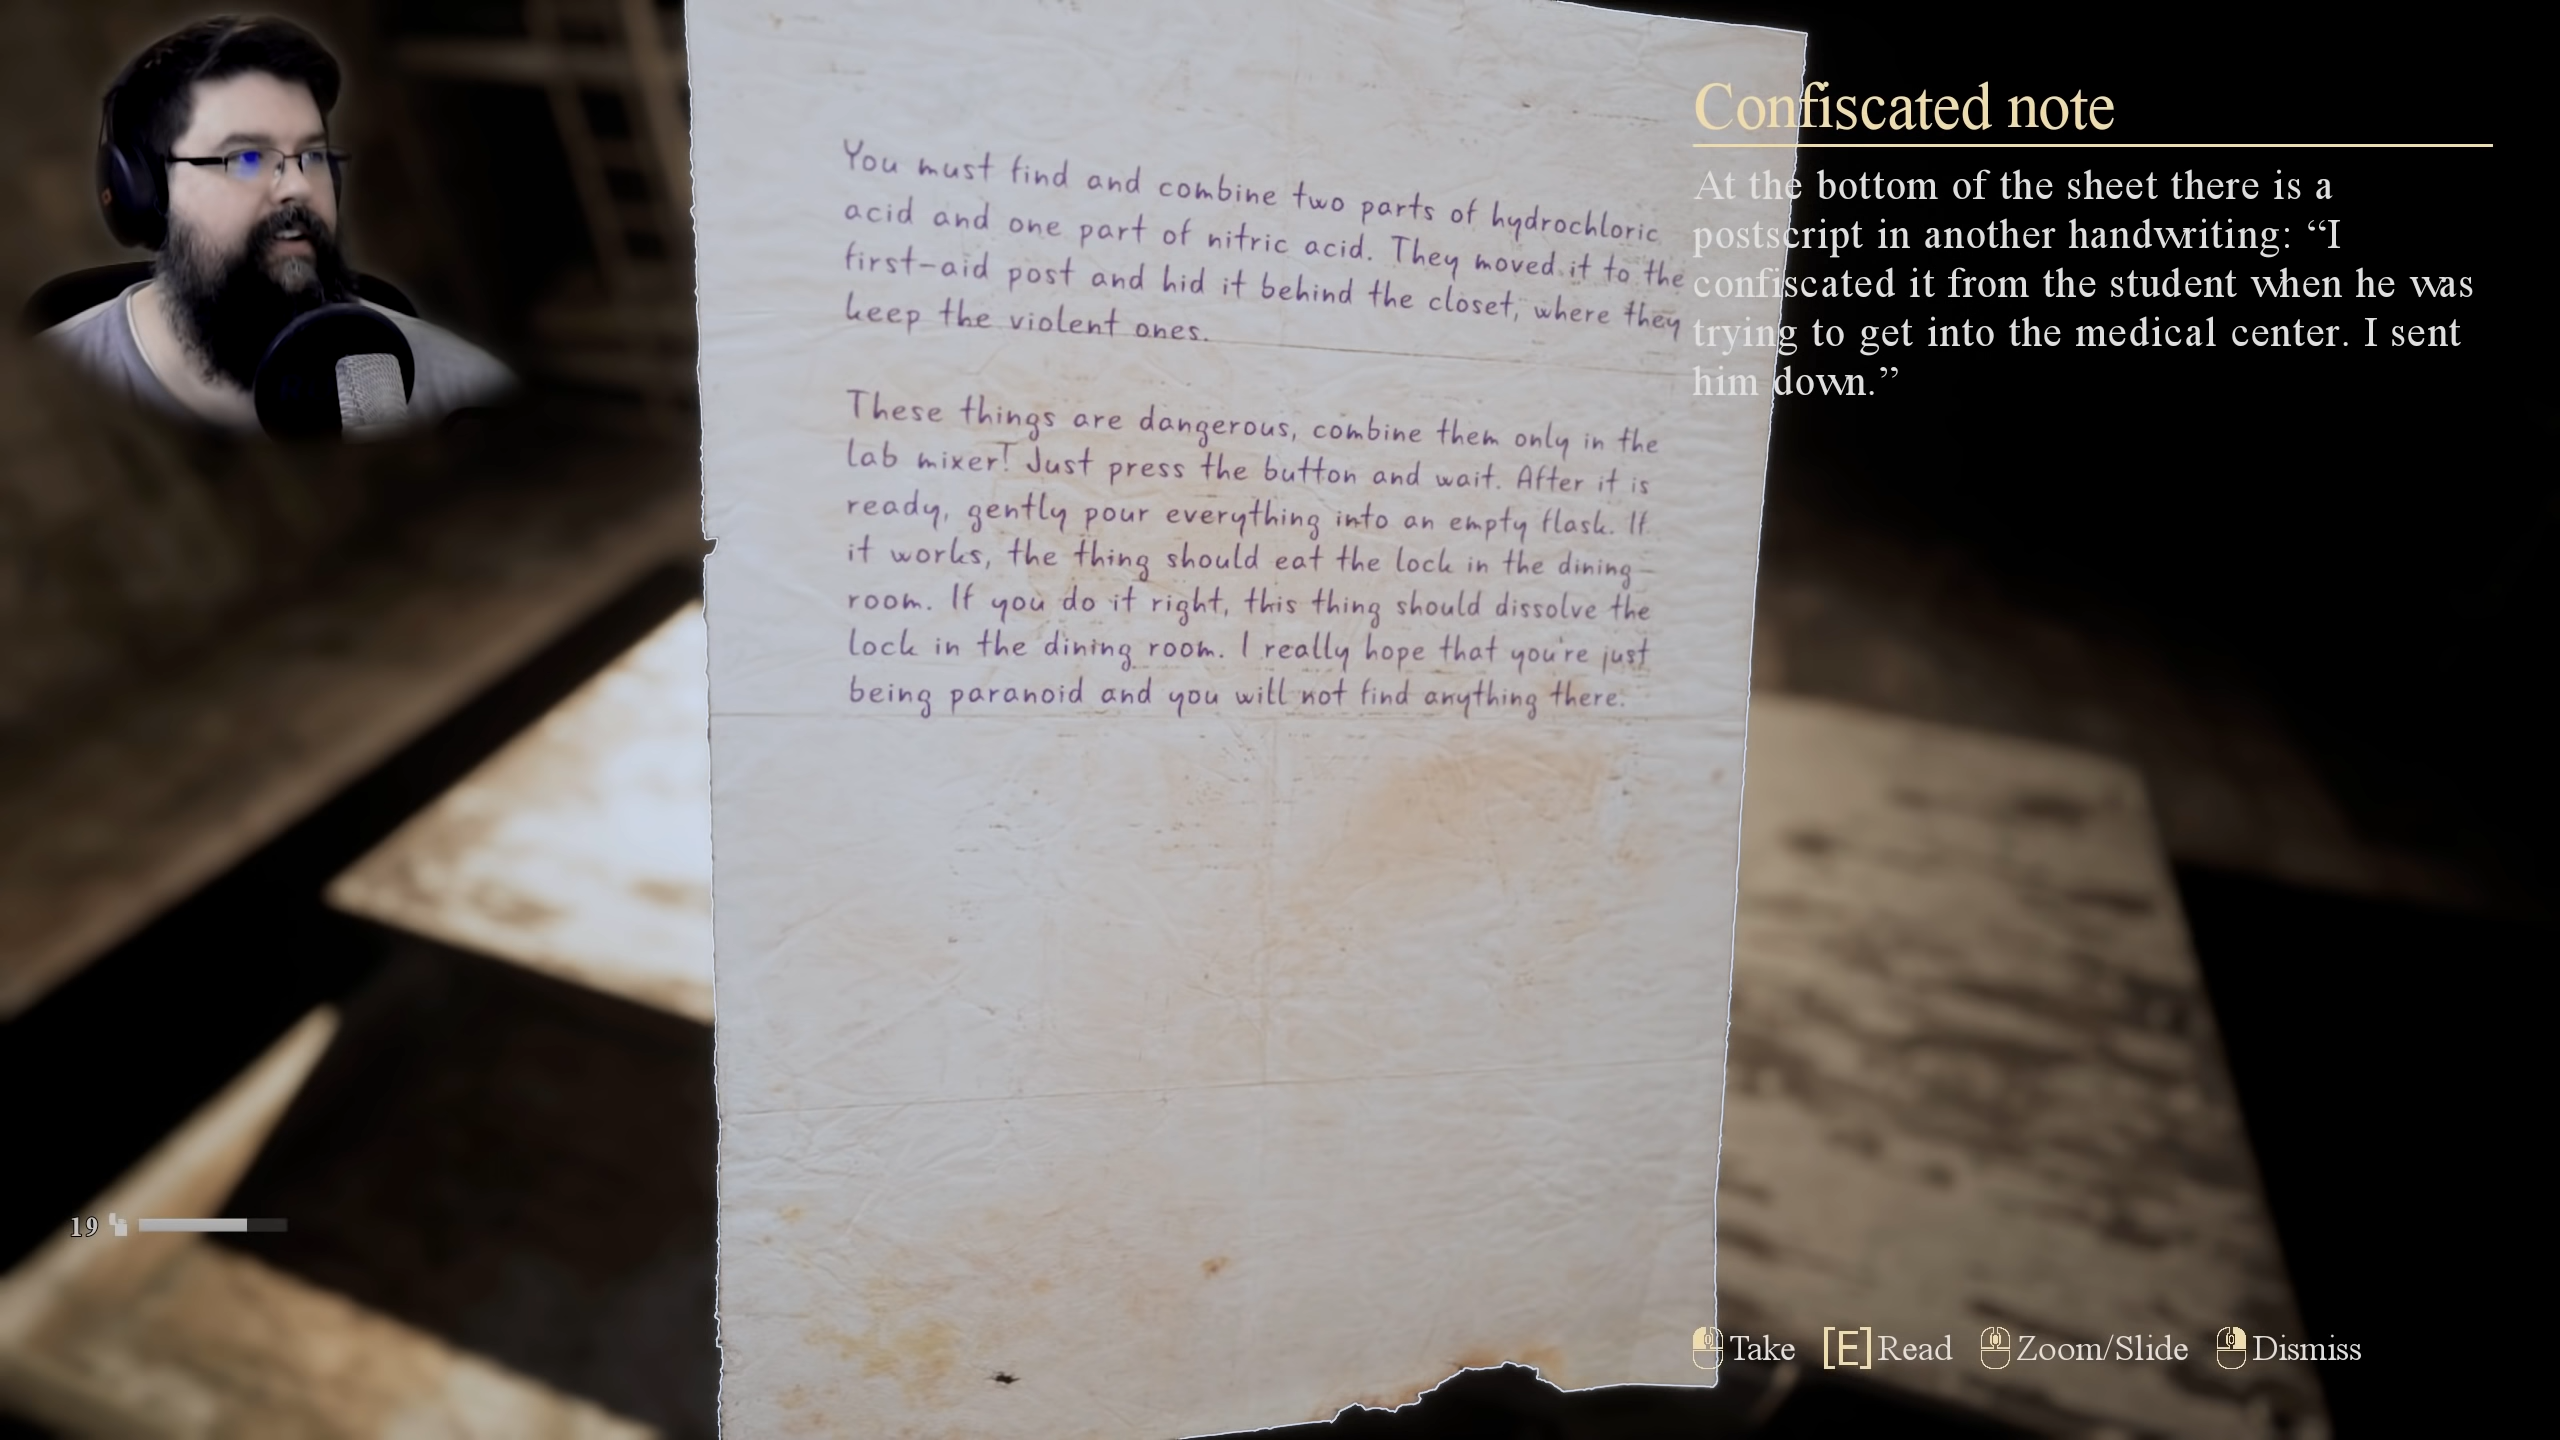 You must find and combine two parts of hydrochloric
acid and one part of nitric acid. They moved it to the
first-aid post and hid it behind the closet, where they
keep the violent ones.
These things are dangerous, combine them only in the
lab mixer! Just press the button and wait. After it is
ready, gently pour everything into an empty flask. If
it works, the thing should eat the lock in the dining-
room. If you do it right, this thing should dissolve the
lock in the dining room. I really hope that you're just
being paranoid and you will not find anything there.
Confiscated note
At the bottom of the sheet there is a
postscript in another handwriting: “I
confiscated it from the student when he was
trying to get into the medical center. I sent
him down.”
19
Take [E] Read Zoom/Slide Dismiss